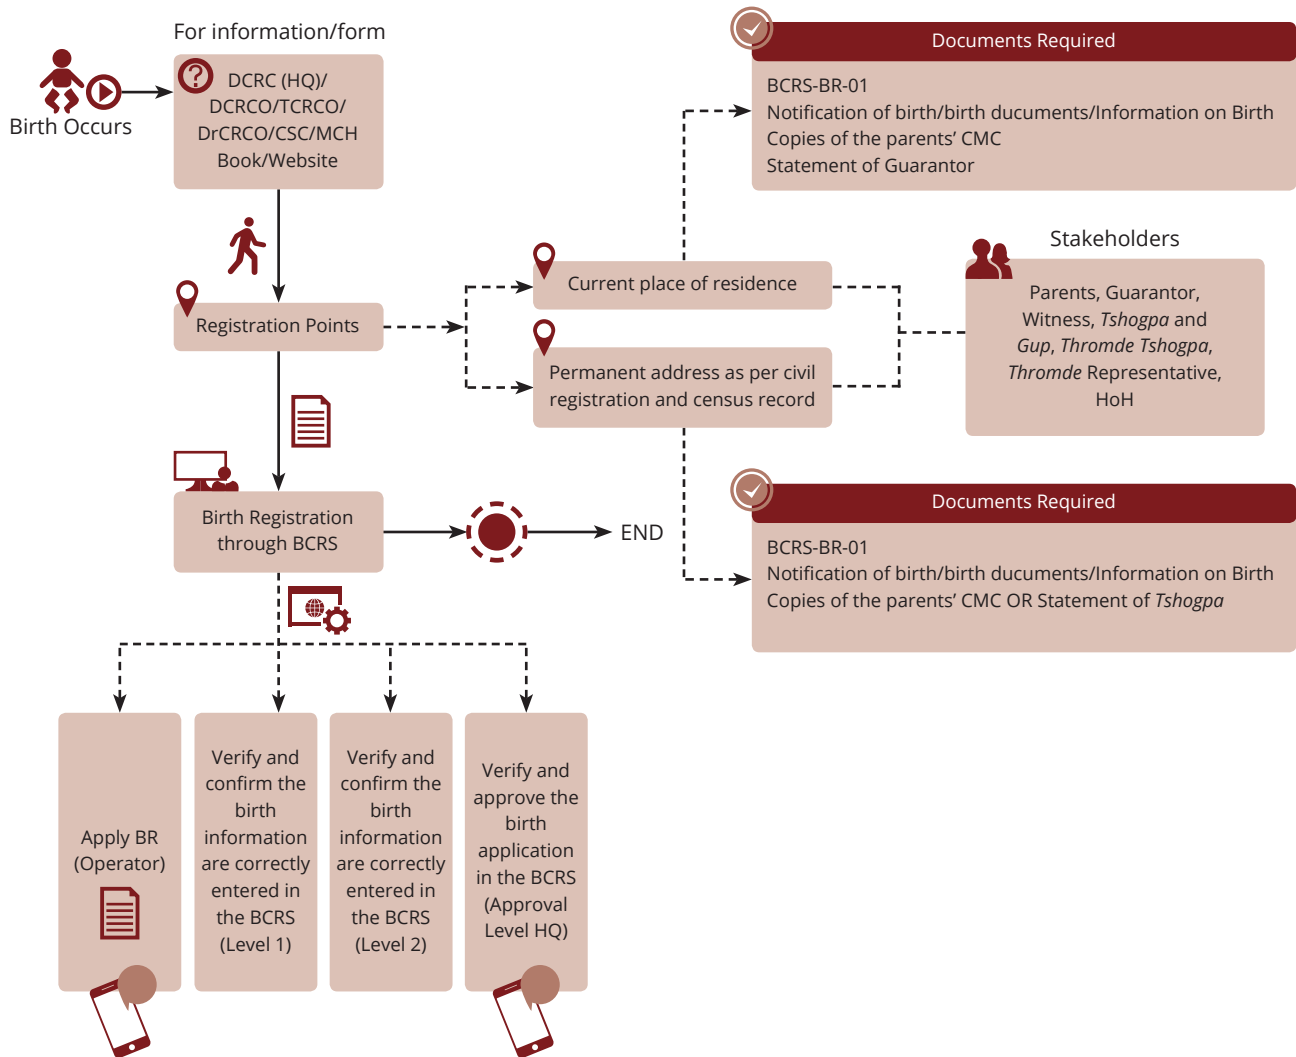 For information/form
Birth Occurs
DCRC (HQ)/
DCRCO/TCRCO/
DrCRCO/CSC/MCH
Book/Website
Registration Points
Current place of residence
Permanent address as per civil
registration and census record
Documents Required
BCRS-BR-01
Notification of birth/birth ducuments/Information on Birth
Copies of the parents’ CMC
Statement of Guarantor
Stakeholders
Parents, Guarantor,
Witness, Tshogpa and
Gup, Thromde Tshogpa,
Thromde Representative,
HoH
Documents Required
BCRS-BR-01
Notification of birth/birth ducuments/Information on Birth
Copies of the parents’ CMC OR Statement of Tshogpa
Birth Registration
through BCRS
END
Apply BR
(Operator)
Verify and
confirm the
birth
information
are correctly
entered in
the BCRS
(Level 1)
Verify and
confirm the
birth
information
are correctly
entered in
the BCRS
(Level 2)
Verify and
approve the
birth
application
in the BCRS
(Approval
Level HQ)